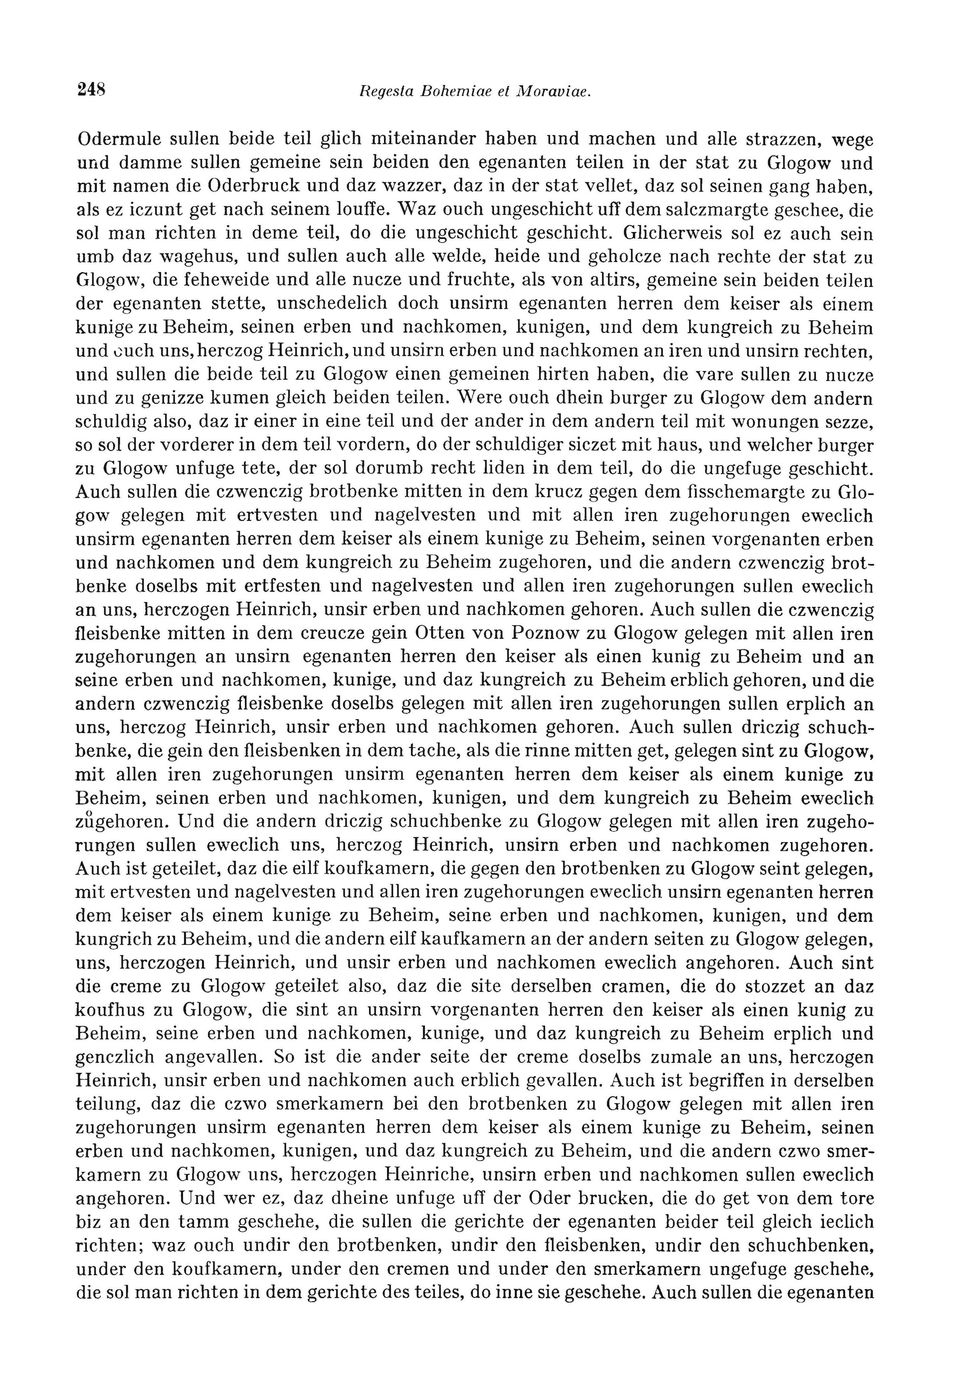 248
Regesta Bohemiae et Moraviae.
Odermule sullen beide teil glich miteinander haben und machen und alle strazzen, wege
und damme sullen gemeine sein beiden den egenanten teilen in der stat zu Glogow und
mit namen die Oderbruck und daz wazzer, daz in der stat vellet, daz sol seinen gang haben,
als ez iczunt get nach seinem louffe. Waz ouch ungeschicht uff dem salczmargte geschee, die
sol man richten in deme teil, do die ungeschicht geschicht. Glicherweis sol ez auch sein
umb daz wagehus, und sullen auch alle welde, heide und geholcze nach rechte der stat zu
Glogow, die feheweide und alle nucze und fruchte, als von altirs, gemeine sein beiden teilen
der egenanten stette, unschedelich doch unsirm egenanten herren dem keiser als einem
kunige zu Beheim, seinen erben und nachkomen, kunigen, und dem kungreich zu Beheim
und ouch uns, herczog Heinrich, und unsirn erben und nachkomen an iren und unsirn rechten,
und sullen die beide teil zu Glogow einen gemeinen hirten haben, die vare sullen zu nucze
und zu genizze kumen gleich beiden teilen. Were ouch dhein burger zu Glogow dem andern
schuldig also, daz ir einer in eine teil und der ander in dem andern teil mit wonungen sezze,
so sol der vorderer in dem teil vordern, do der schuldiger siczet mit haus, und welcher burger
zu Glogow unfuge tete, der sol dorumb recht liden in dem teil, do die ungefuge geschicht.
Auch sullen die czwenczig brotbenke mitten in dem krucz gegen dem fisschemargte zu Glo-
gow gelegen mit ertvesten und nagelvesten und mit allen iren zugehorungen eweclich
unsirm egenanten herren dem keiser als einem kunige zu Beheim, seinen vorgenanten erben
und nachkomen und dem kungreich zu Beheim zugehoren, und die andern czwenczig brot-
benke doselbs mit ertfesten und nagelvesten und allen iren zugehorungen sullen eweclich
an uns, herczogen Heinrich, unsir erben und nachkomen gehoren. Auch sullen die czwenczig
fleisbenke mitten in dem creucze gein Otten von Poznow zu Glogow gelegen mit allen iren
zugehorungen an unsirn egenanten herren den keiser als einen kunig zu Beheim und an
seine erben und nachkomen, kunige, und daz kungreich zu Beheim erblich gehoren, und die
andern czwenczig fleisbenke doselbs gelegen mit allen iren zugehorungen sullen erplich an
uns, herczog Heinrich, unsir erben und nachkomen gehoren. Auch sullen driczig schuch-
benke, die gein den fleisbenken in dem tache, als die rinne mitten get, gelegen sint zu Glogow,
mit allen iren zugehorungen unsirm egenanten herren dem keiser als einem kunige zu
Beheim, seinen erben und nachkomen, kunigen, und dem kungreich zu Beheim eweclich
zůgehoren. Und die andern driczig schuchbenke zu Glogow gelegen mit allen iren zugeho-
rungen sullen eweclich uns, herczog Heinrich, unsirn erben und nachkomen zugehoren.
Auch ist geteilet, daz die eilf koufkamern, die gegen den brotbenken zu Glogow seint gelegen,
mit ertvesten und nagelvesten und allen iren zugehorungen eweclich unsirn egenanten herren
dem keiser als einem kunige zu Beheim, seine erben und nachkomen, kunigen, und dem
kungrich zu Beheim, und die andern eilf kaufkamern an der andern seiten zu Glogow gelegen,
uns, herczogen Heinrich, und unsir erben und nachkomen eweclich angehoren. Auch sint
die creme zu Glogow geteilet also, daz die site derselben cramen, die do stozzet an daz
koufhus zu Glogow, die sint an unsirn vorgenanten herren den keiser als einen kunig zu
Beheim, seine erben und nachkomen, kunige, und daz kungreich zu Beheim erplich und
genczlich angevallen. So ist die ander seite der creme doselbs zumale an uns, herczogen
Heinrich, unsir erben und nachkomen auch erblich gevallen. Auch ist begriffen in derselben
teilung, daz die czwo smerkamern bei den brotbenken zu Glogow gelegen mit allen iren
zugehorungen unsirm egenanten herren dem keiser als einem kunige zu Beheim, seinen
erben und nachkomen, kunigen, und daz kungreich zu Beheim, und die andern czwo smer-
kamern zu Glogow uns, herczogen Heinriche, unsirn erben und nachkomen sullen eweclich
angehoren. Und wer ez, daz dheine unfuge uff der Oder brucken, die do get von dem tore
biz an den tamm geschehe, die sullen die gerichte der egenanten beider teil gleich ieclich
richten; waz ouch undir den brotbenken, undir den fleisbenken, undir den schuchbenken,
under den koufkamern, under den cremen und under den smerkamern ungefuge geschehe,
die sol man richten in dem gerichte des teiles, do inne sie geschehe. Auch sullen die egenanten